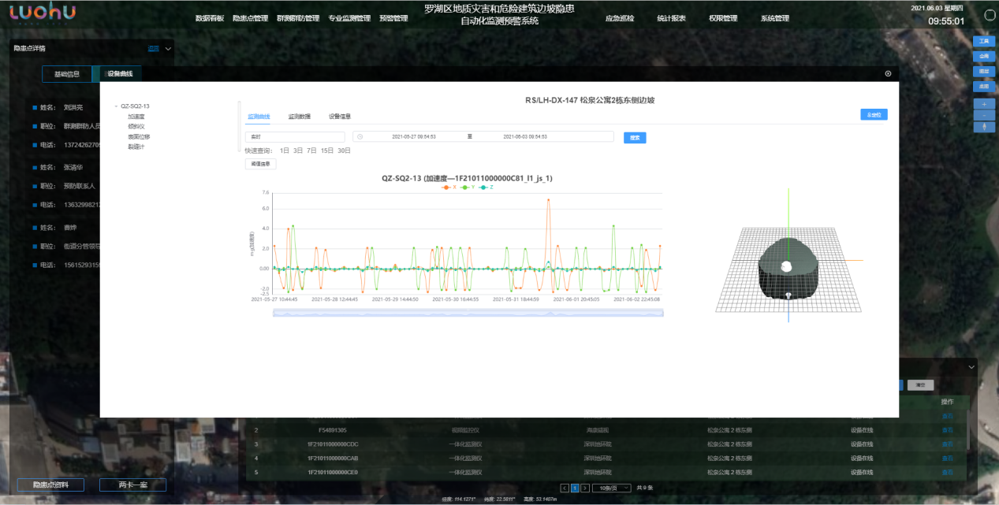 LUOHU
数据看板 隐患点管理 群测群防管理 专业监测管理 预警管理
罗湖区地质灾害和危险建筑边坡隐患
自动化监测预警系统
应急巡检 统计报表 权限管理 系统管理
2021.06.03 星期四
09:55:01
隐患点详情 返回
工具
全局
图层
底图
+
-
基础信息 设备曲线
RS/LH-DX-147 松泉公寓2栋东侧边坡
姓名: 刘洪亮
职位: 群测群防人员
电话: 1372426270
姓名: 张清华
职位: 预防联系人
电话: 1363299821
姓名: 曹烨
职位: 街道分管领导
电话: 1561529315
- QZ-SQ2-13
加速度
倾斜仪
表面位移
裂缝计
监测曲线 监测数据 设备信息
实时 2021-05-27 09:54:53 至 2021-06-03 09:54:53 搜索
快速查询: 1日 3日 7日 15日 30日
阈值信息
QZ-SQ2-13 (加速度—1F21011000000C81_l1_js_1)
X Y Z
mg(加速度)
7.6
6.0
4.0
2.0
0.00
-2.0
-2.5
2021-05-27 10:44:45 2021-05-28 12:44:45 2021-05-29 14:44:50 2021-05-30 16:44:55 2021-05-31 18:44:59 2021-06-01 20:45:05 2021-06-02 22:45:08
清空
操作
查看
2 F54891305 视频监控仪 海康威视 松泉公寓 2 栋东侧 设备在线 查看
3 1F21011000000CDC 一体化监测仪 深圳地环院 松泉公寓 2 栋东侧 设备在线 查看
4 1F21011000000CAB 一体化监测仪 深圳地环院 松泉公寓 2 栋东侧 设备在线 查看
5 1F21011000000CE0 一体化监测仪 深圳地环院 松泉公寓 2 栋东侧 设备在线 查看
隐患点资料 两卡一案
< 1 > 10条/页 共 9 条
经度: 114.1271° 纬度: 22.5811° 高度: 53.1407m